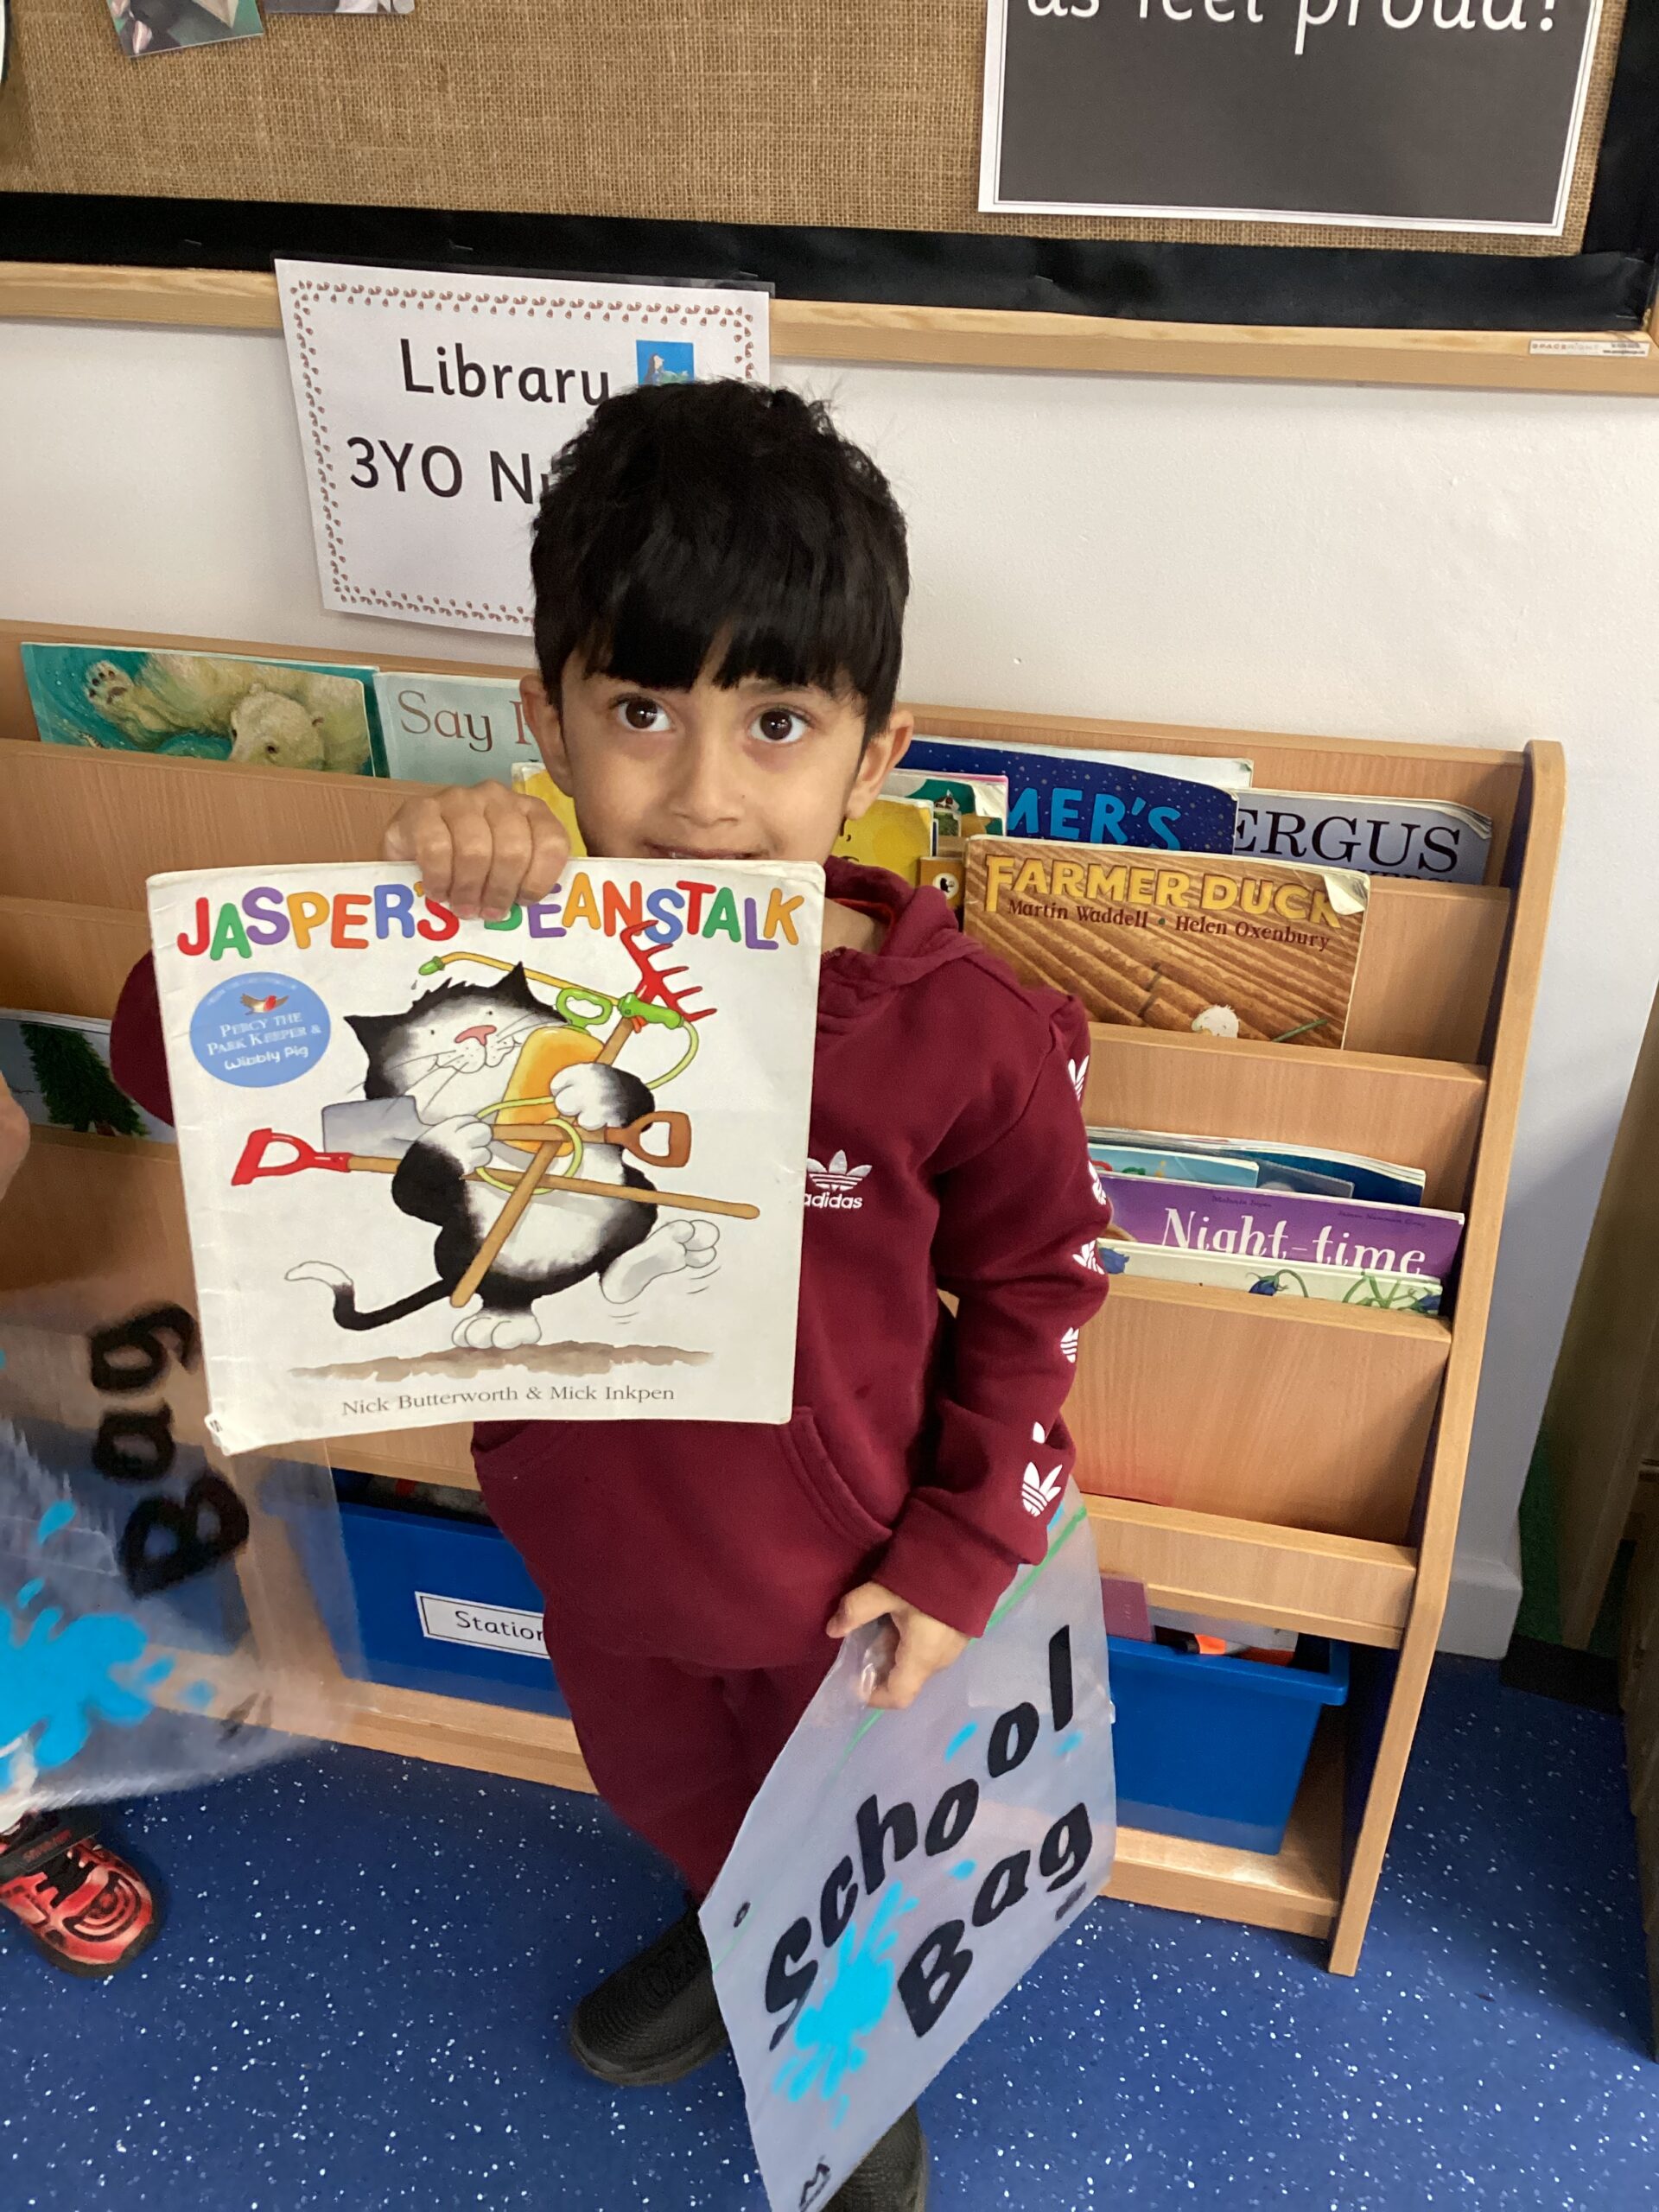 as feel proud!
Library
3YO
Say
MER'S
ERGUS
FARMER DUCK
Martin Waddell • Helen Oxenbury
JASPER'S BEANSTALK
PERCY THE
PARK KEEPER &
Wibbly Pig
adidas
Nick Butterworth & Mick Inkpen
Night-time
Bag
Station
School
Bag